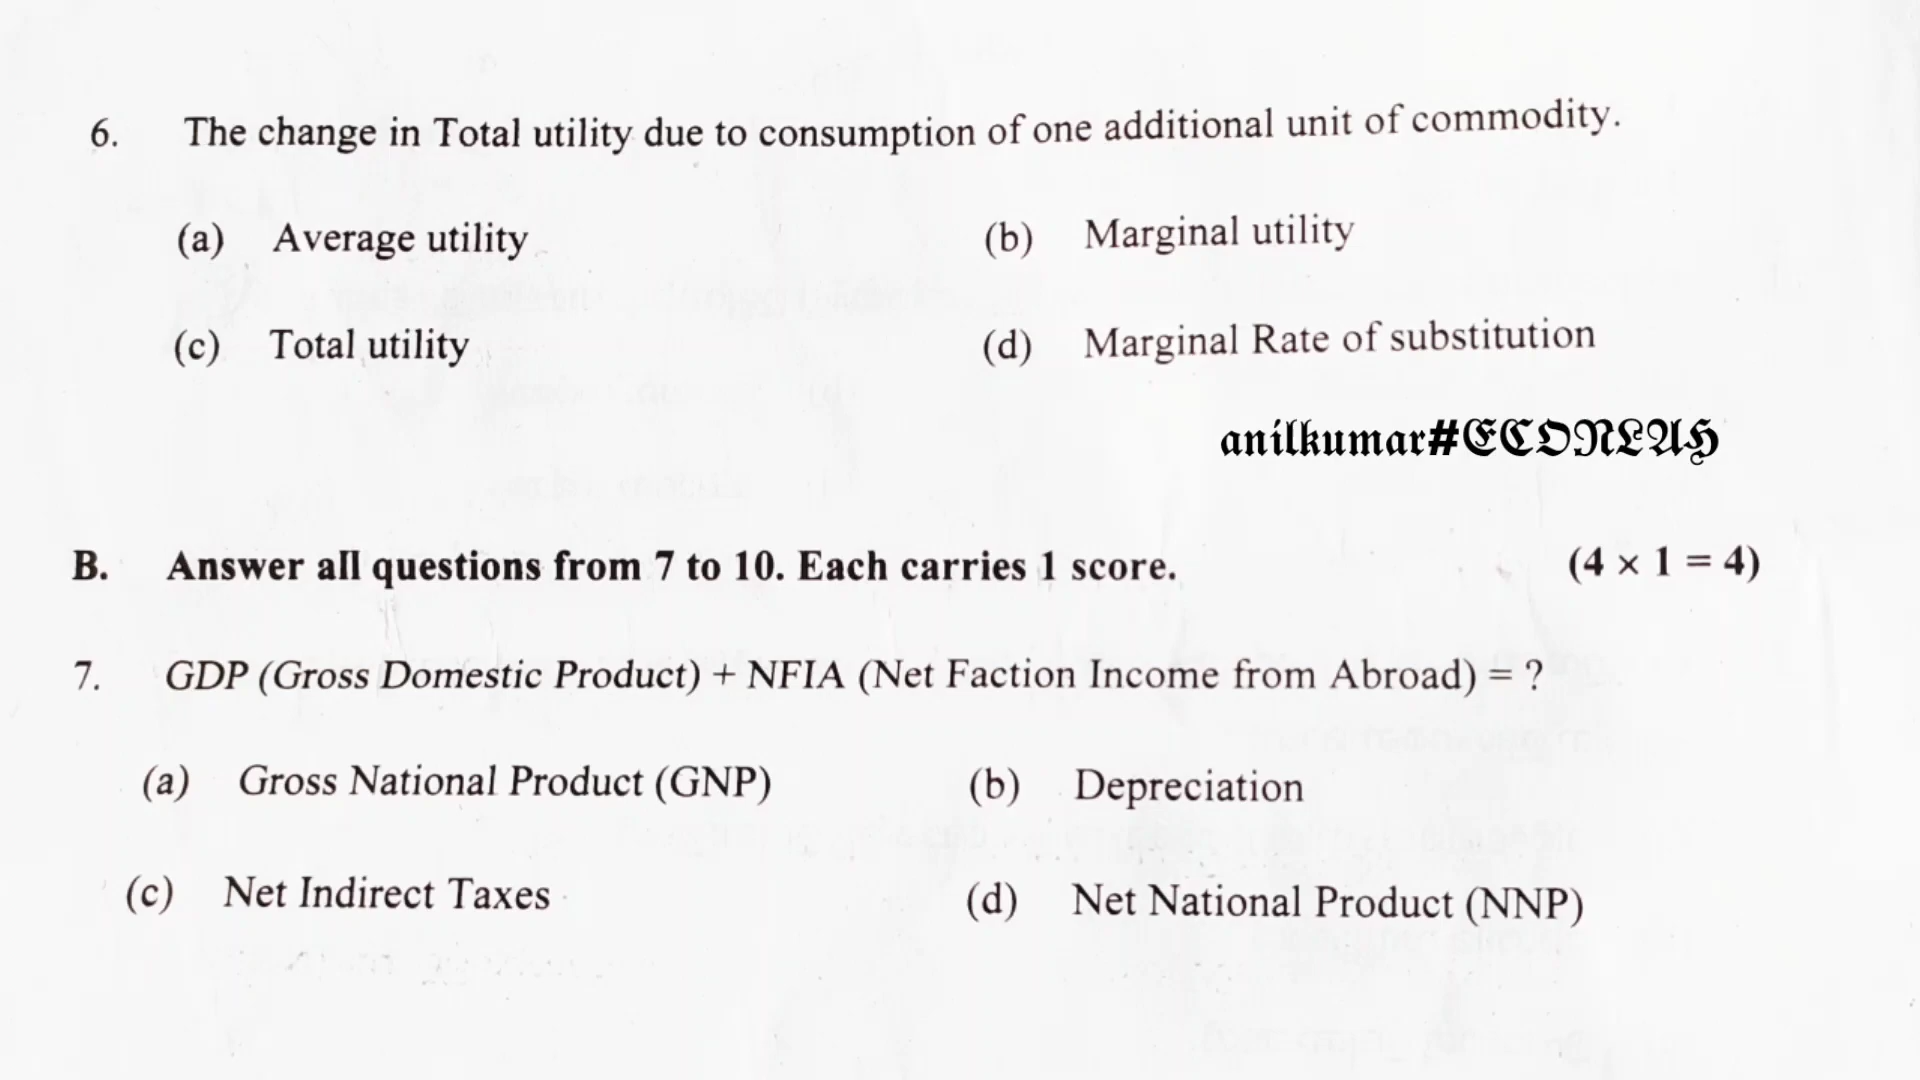 6. The change in Total utility due to consumption of one additional unit of commodity.
(a) Average utility (b) Marginal utility
(c) Total utility (d) Marginal Rate of substitution
anilkumar#ECONLAH
B. Answer all questions from 7 to 10. Each carries 1 score. (4 × 1 = 4)
7. GDP (Gross Domestic Product) + NFIA (Net Faction Income from Abroad) = ?
(a) Gross National Product (GNP) (b) Depreciation
(c) Net Indirect Taxes (d) Net National Product (NNP)